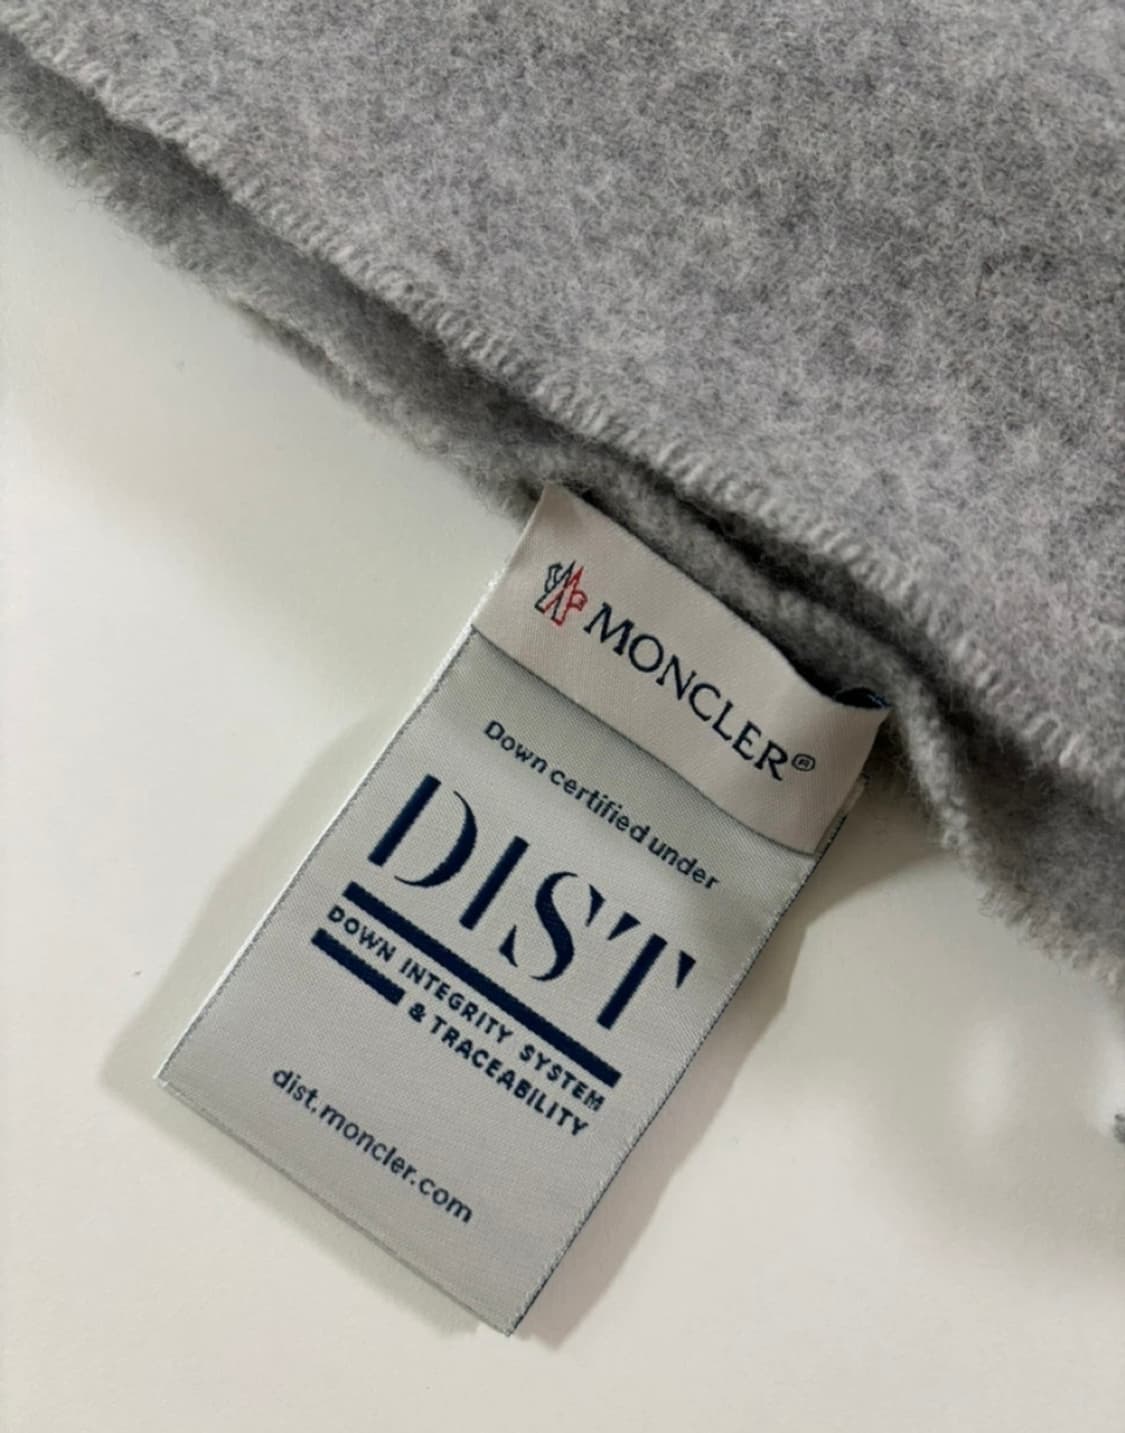 MONCLER®
Down certified under
DIST
DOWN INTEGRITY SYSTEM
& TRACEABILITY
dist.moncler.com